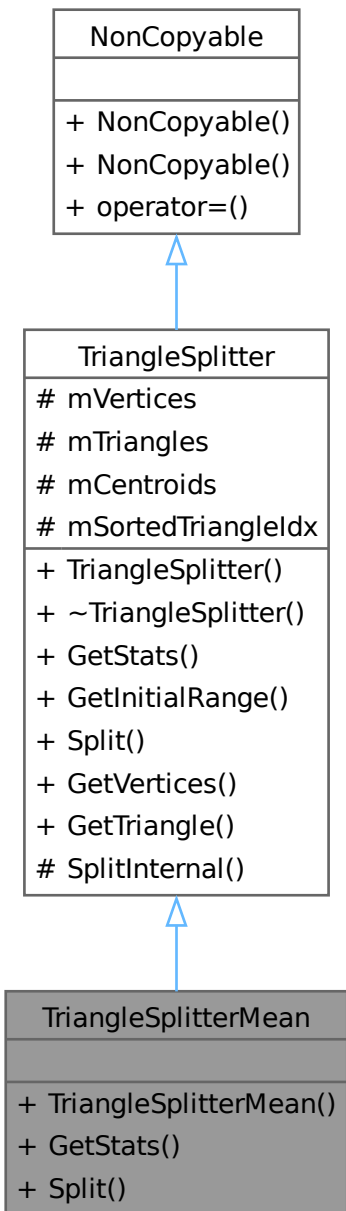 NonCopyable
+ NonCopyable()
+ NonCopyable()
+ operator=()
TriangleSplitter
# mVertices
# mTriangles
# mCentroids
# mSortedTriangleIdx
+ TriangleSplitter()
+ ~TriangleSplitter()
+ GetStats()
+ GetInitialRange()
+ Split()
+ GetVertices()
+ GetTriangle()
# SplitInternal()
TriangleSplitterMean
+ TriangleSplitterMean()
+ GetStats()
+ Split()